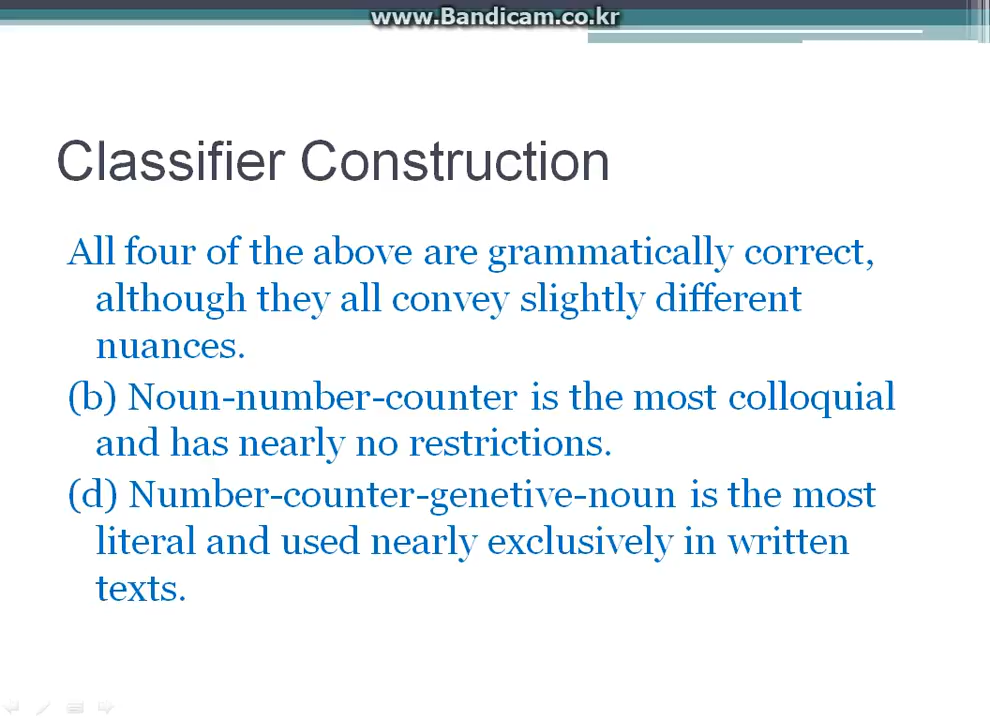 www.Bandicam.co.kr
Classifier Construction
All four of the above are grammatically correct,
although they all convey slightly different
nuances.
(b) Noun-number-counter is the most colloquial
and has nearly no restrictions.
(d) Number-counter-genetive-noun is the most
literal and used nearly exclusively in written
texts.